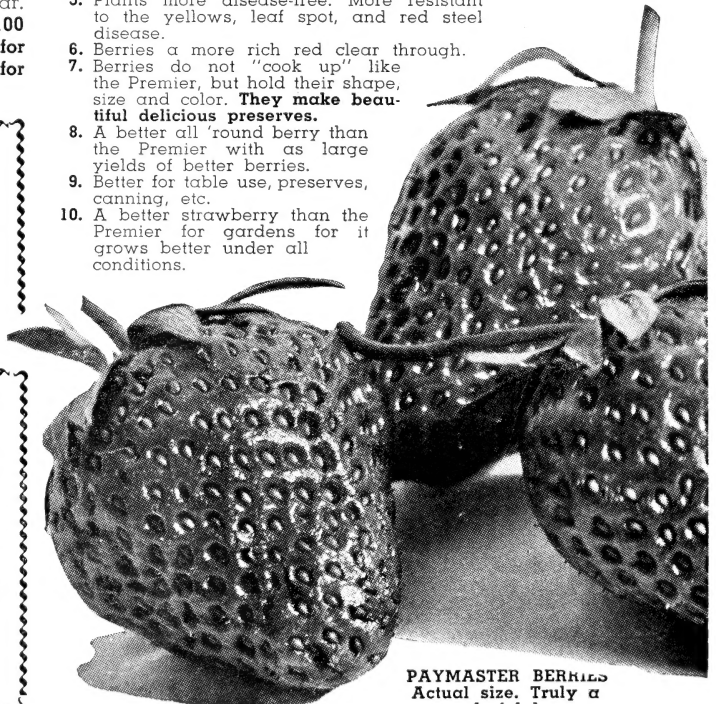 ar.
00
for
for
5. Plants more disease-free. More resistant
to the yellows, leaf spot, and red steel
disease.
6. Berries a more rich red clear through.
7. Berries do not "cook up" like
the Premier, but hold their shape,
size and color. They make beau-
tiful delicious preserves.
8. A better all 'round berry than
the Premier with as large
yields of better berries.
9. Better for table use, preserves,
canning, etc.
10. A better strawberry than the
Premier for gardens for it
grows better under all
conditions.
PAYMASTER BERRIES
Actual size. Truly a